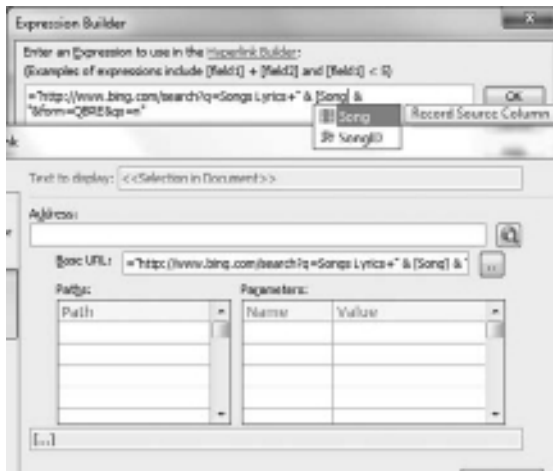 Expression Builder
Enter an Expression to use in the Hyperlink Builder:
(Examples of expressions include [field1] + [field2] and [field1] < 5)
="http://www.bing.com/search?q=Songs Lyrics+" & [Song] &
"&form=QBRE&qs=n"
OK
Song
Record Source Column
SongID
nk
Text to display: <<Selection in Document>>
Address:
Base URL: ="http://www.bing.com/search?q=Songs Lyrics+" & [Song] & "
..
Paths: Parameters:
Path Name Value
[...]